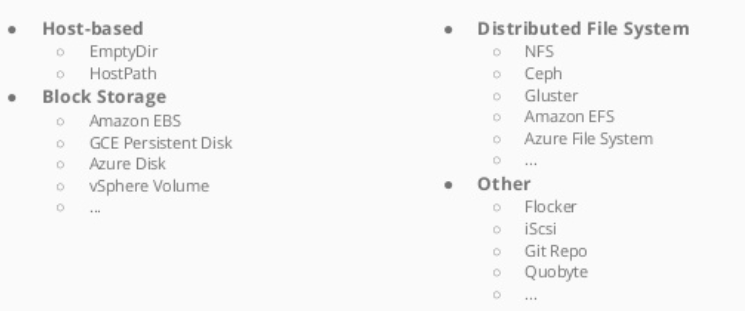 ● Host-based
○ EmptyDir
○ HostPath
● Block Storage
○ Amazon EBS
○ GCE Persistent Disk
○ Azure Disk
○ vSphere Volume
○ ...
● Distributed File System
○ NFS
○ Ceph
○ Gluster
○ Amazon EFS
○ Azure File System
○ ...
● Other
○ Flocker
○ iScsi
○ Git Repo
○ Quobyte
○ ...